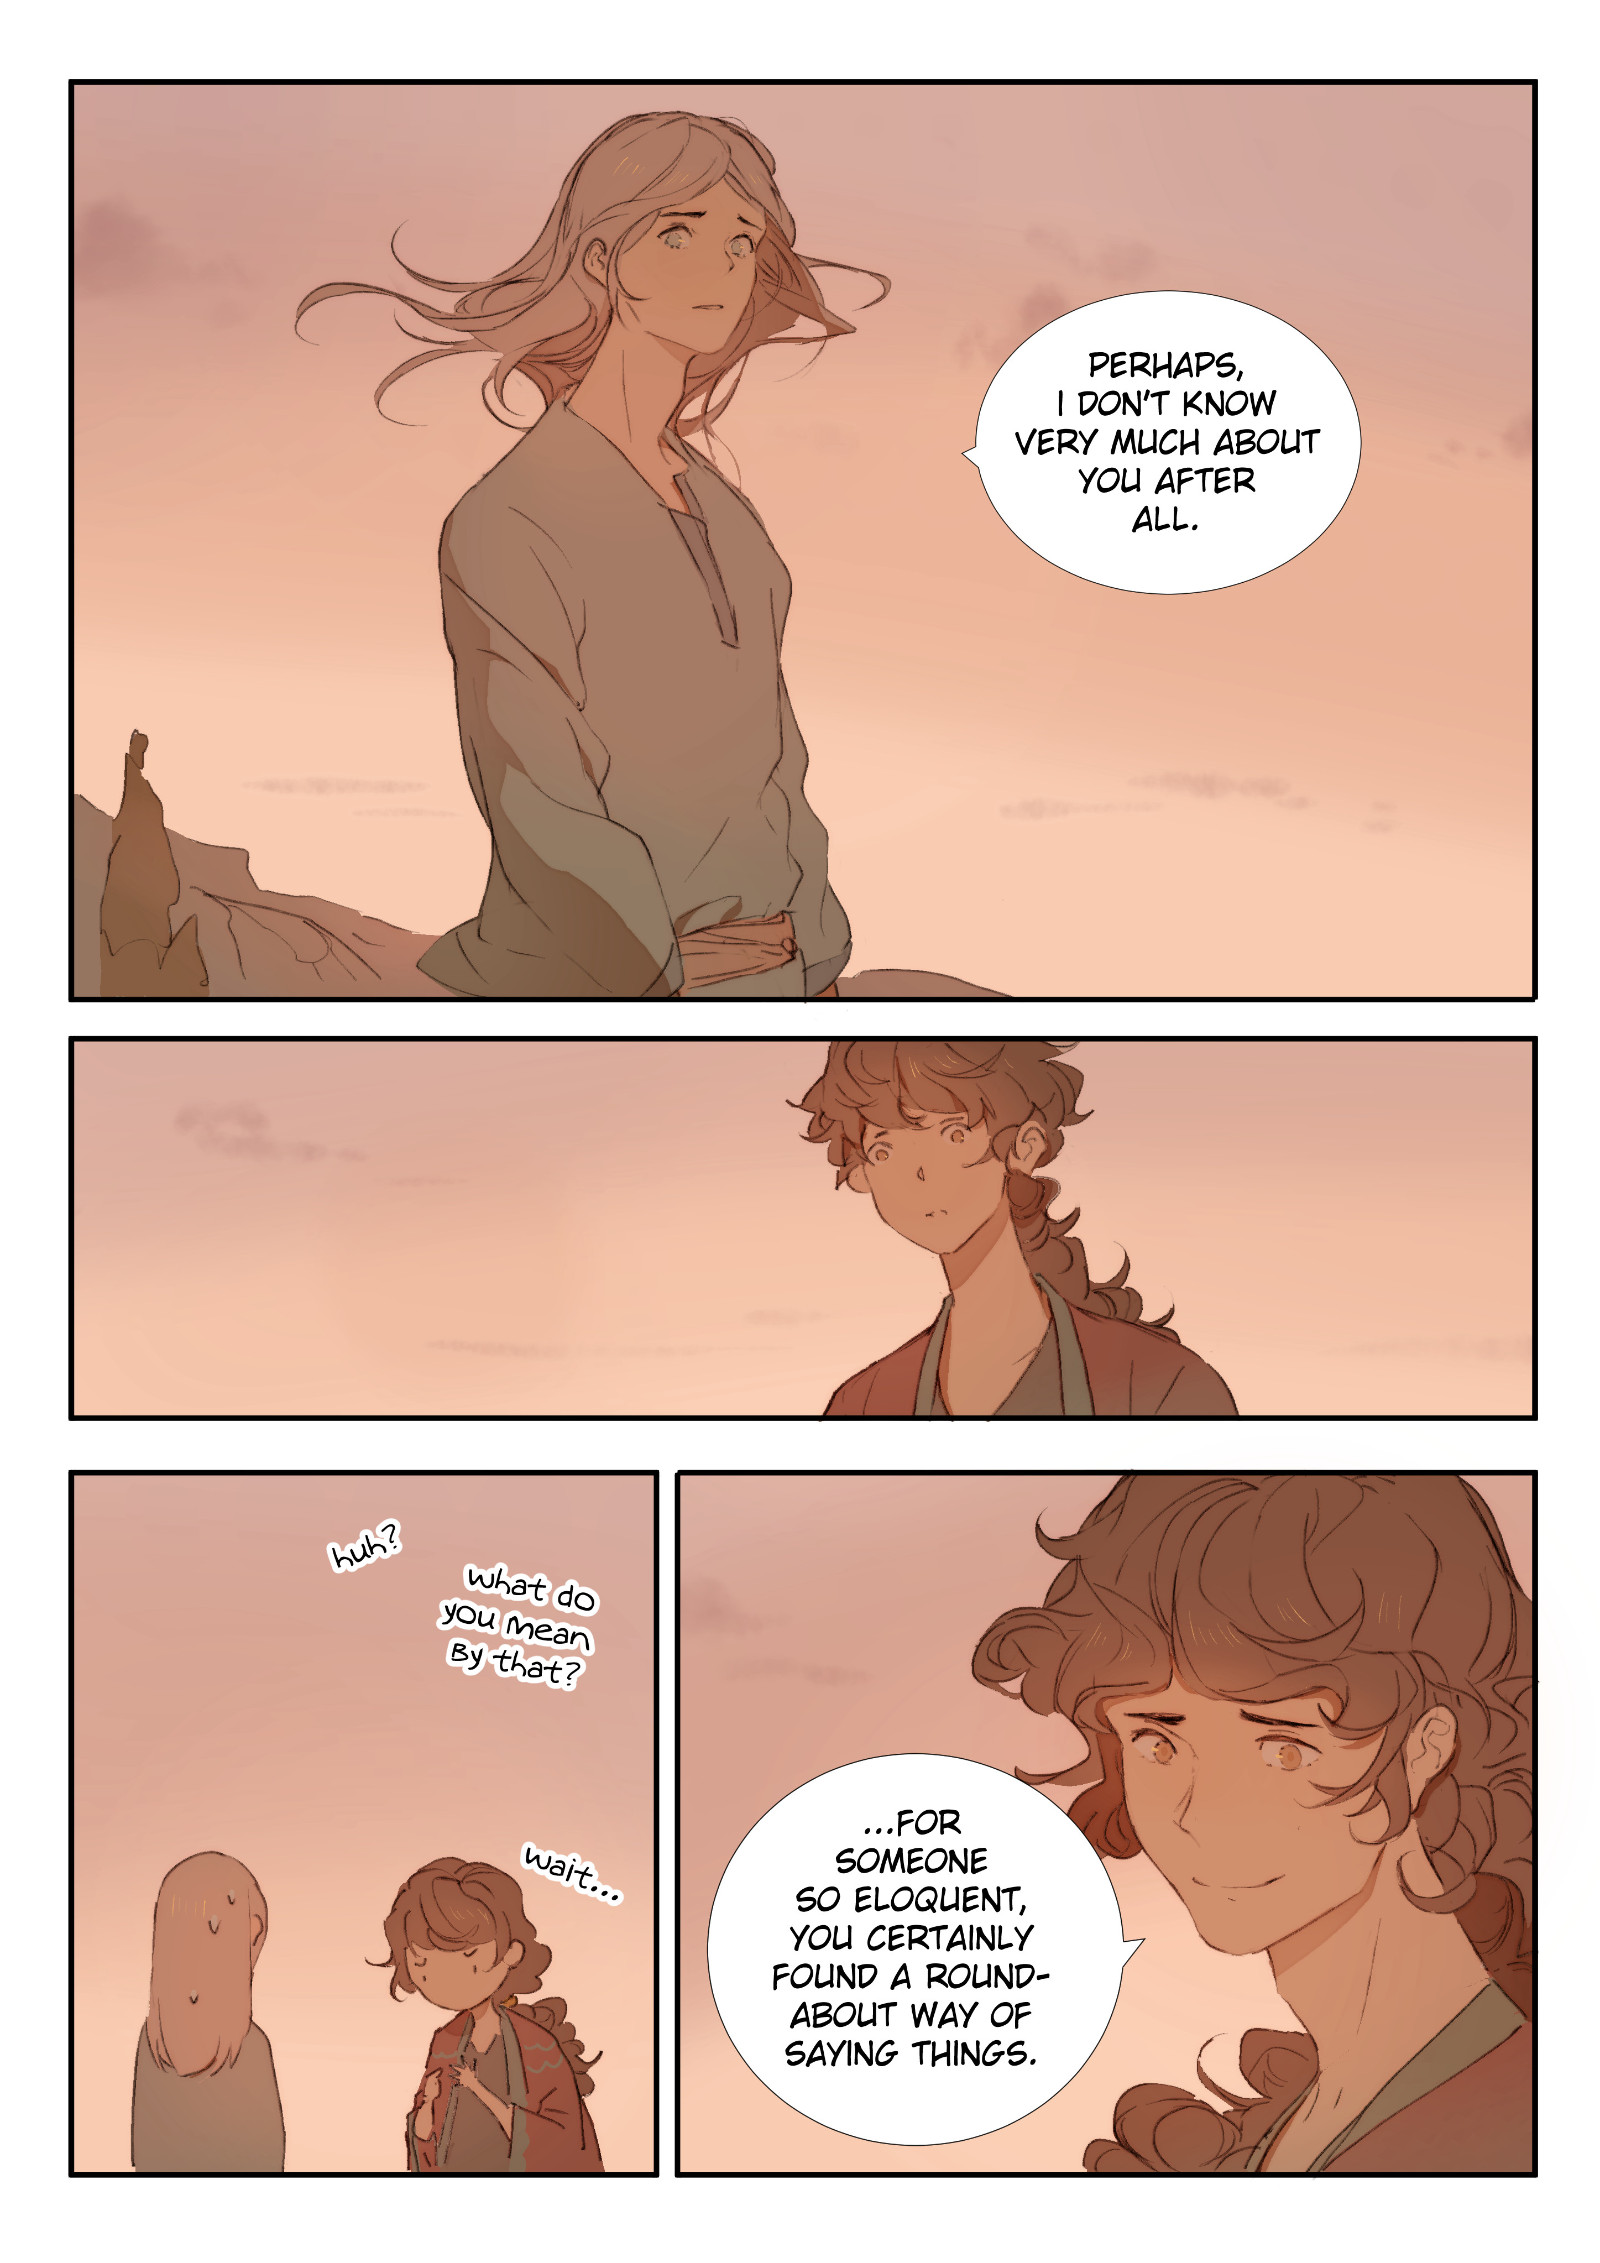 PERHAPS,
I DON'T KNOW
VERY MUCH ABOUT
YOU AFTER
ALL.
huh?
what do
you mean
By that?
wait...
...FOR
SOMEONE
SO ELOQUENT,
YOU CERTAINLY
FOUND A ROUND-
ABOUT WAY OF
SAYING THINGS.